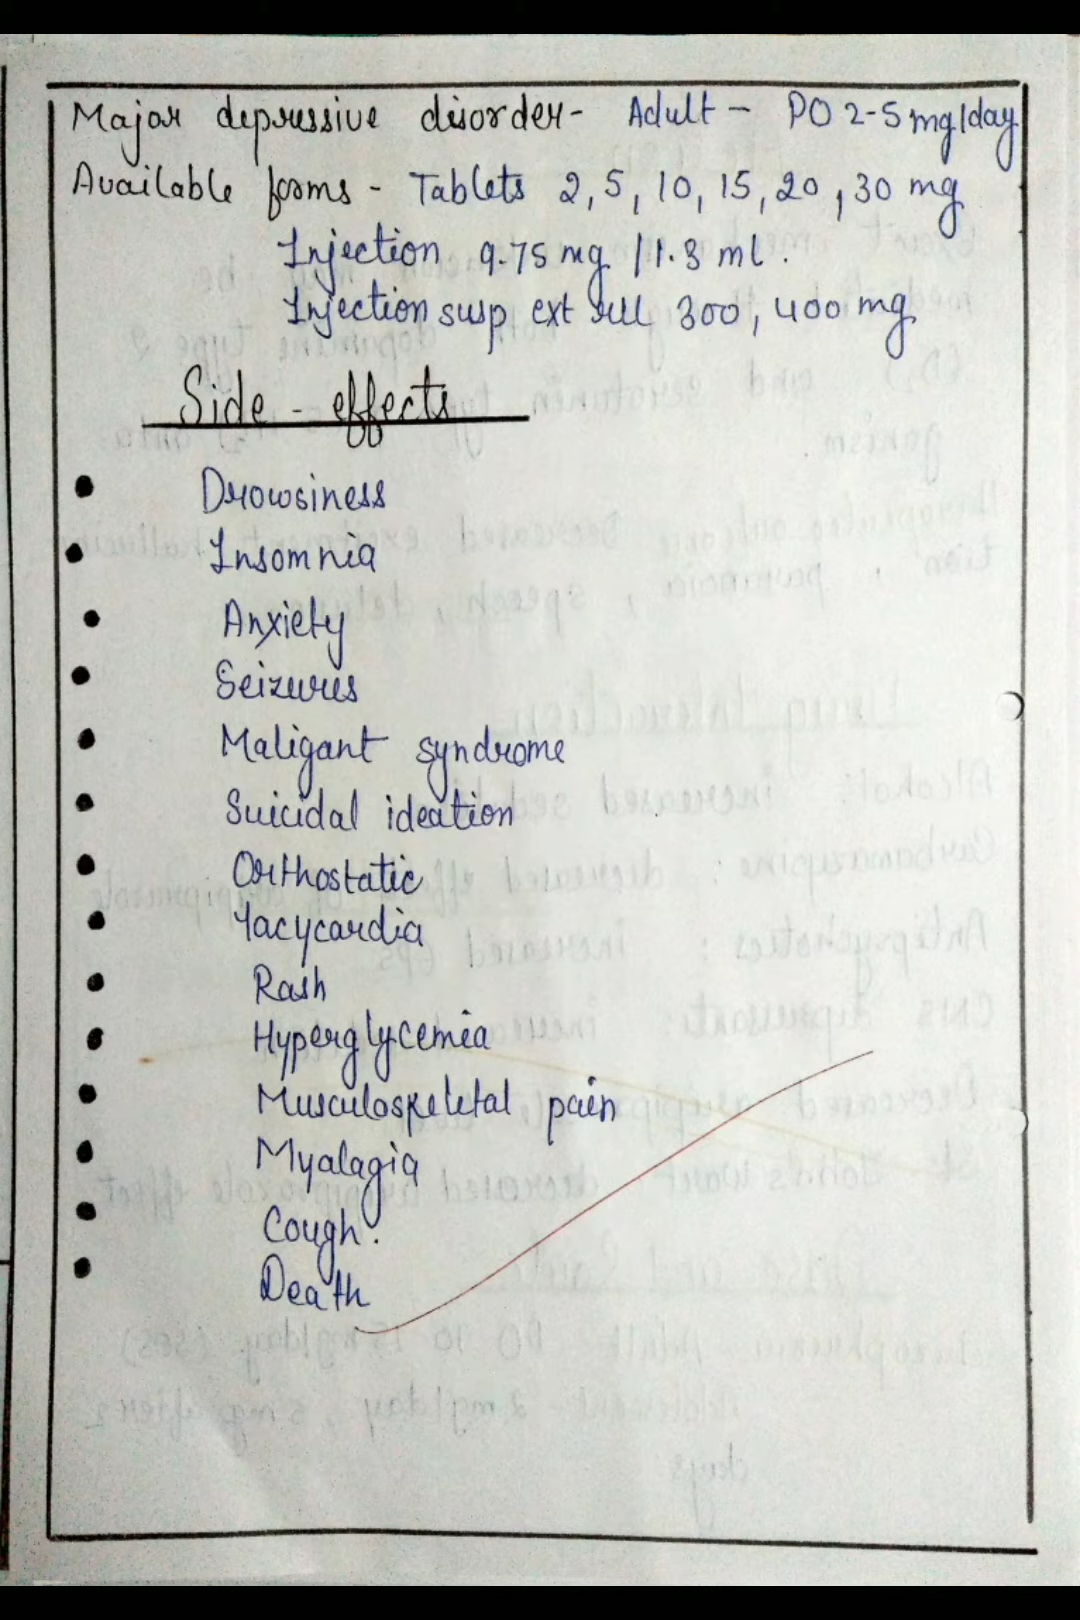 Major depressive disorder- Adult - PO 2-5 mg/day
Available forms - Tablets 2, 5, 10, 15, 20, 30 mg
Injection 9.75 mg /1.3 ml.
Injection susp ext rel 300, 400 mg
Side - effects
• Drowsiness
• Insomnia
• Anxiety
• Seizures
• Maligant syndrome
• Suicidal ideation
• Orthostatic
• Tacycardia
• Rash
• Hyperglycemia
• Musculoskeletal pain
• Myalagia
• Cough.
• Death